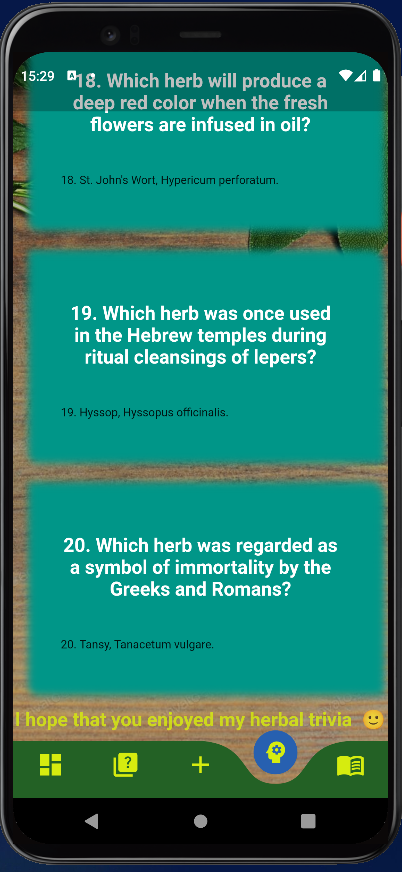 15:29
18. Which herb will produce a
deep red color when the fresh
flowers are infused in oil?
18. St. John's Wort, Hypericum perforatum.
19. Which herb was once used
in the Hebrew temples during
ritual cleansings of lepers?
19. Hyssop, Hyssopus officinalis.
20. Which herb was regarded as
a symbol of immortality by the
Greeks and Romans?
20. Tansy, Tanacetum vulgare.
I hope that you enjoyed my herbal trivia 🙂